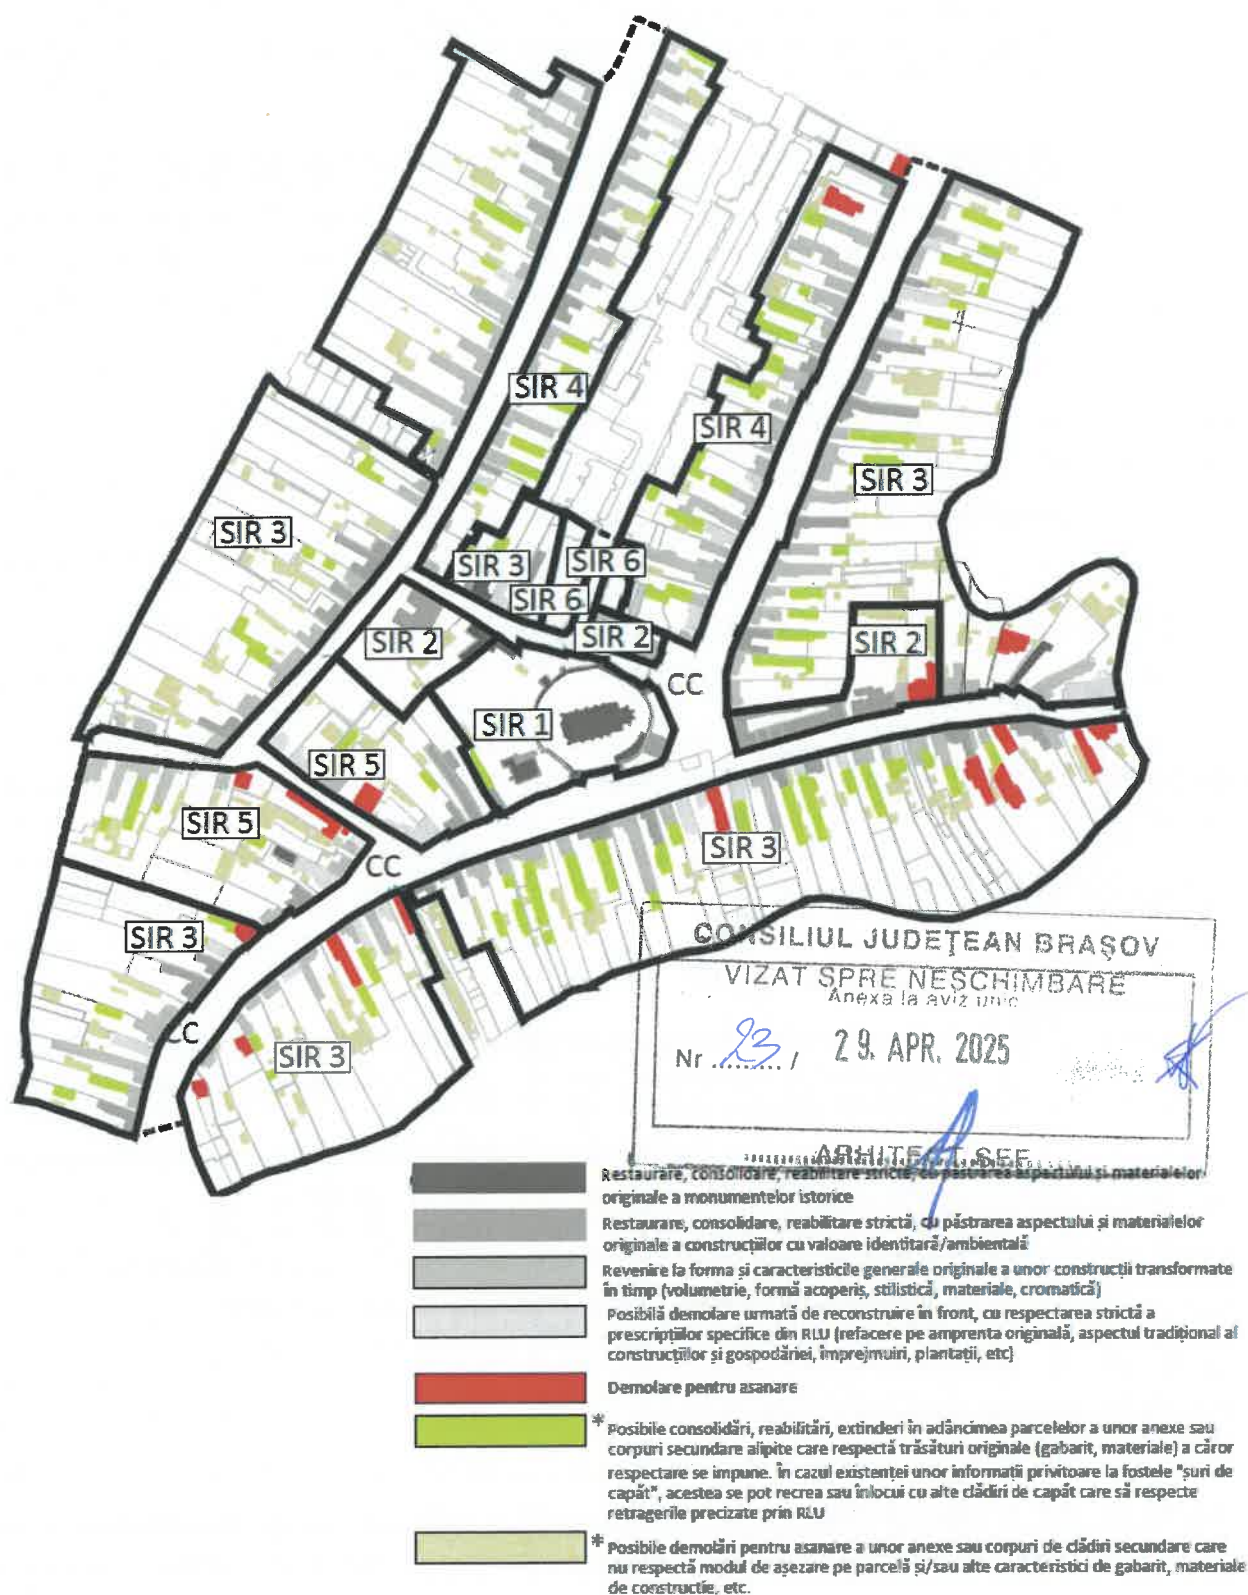 SIR 4
SIR 4
SIR 3
SIR 3
SIR 3
SIR 6
SIR 6
SIR 2
SIR 2
SIR 2
CC
SIR 1
SIR 5
SIR 5
SIR 3
CC
SIR 3
CC
SIR 3
CONSILIUL JUDEȚEAN BRAȘOV
VIZAT SPRE NESCHIMBARE
Anexa la aviz unic
Nr ......... / 29. APR. 2025
23
ARHITECT ȘEF
Restaurare, consolidare, reabilitare strictă, cu păstrarea aspectului și materialelor
originale a monumentelor istorice
Restaurare, consolidare, reabilitare strictă, cu păstrarea aspectului și materialelor
originale a construcțiilor cu valoare identitară/ambientală
Revenire la forma și caracteristicile generale originale a unor construcții transformate
în timp (volumetrie, formă acoperiș, stilistică, materiale, cromatică)
Posibilă demolare urmată de reconstruire în front, cu respectarea strictă a
prescripțiilor specifice din RLU (refacere pe amprenta originală, aspectul tradițional al
construcțiilor și gospodăriei, împrejmuiri, plantații, etc)
Demolare pentru asanare
* Posibile consolidări, reabilitări, extinderi în adâncimea parcelelor a unor anexe sau
corpuri secundare alipite care respectă trăsături originale (gabarit, materiale) a căror
respectare se impune. În cazul existenței unor informații privitoare la fostele "șuri de
capăt", acestea se pot recrea sau înlocui cu alte clădiri de capăt care să respecte
retragerile precizate prin RLU
* Posibile demolări pentru asanare a unor anexe sau corpuri de clădiri secundare care
nu respectă modul de așezare pe parcelă și/sau alte caracteristici de gabarit, materiale
de construcție, etc.